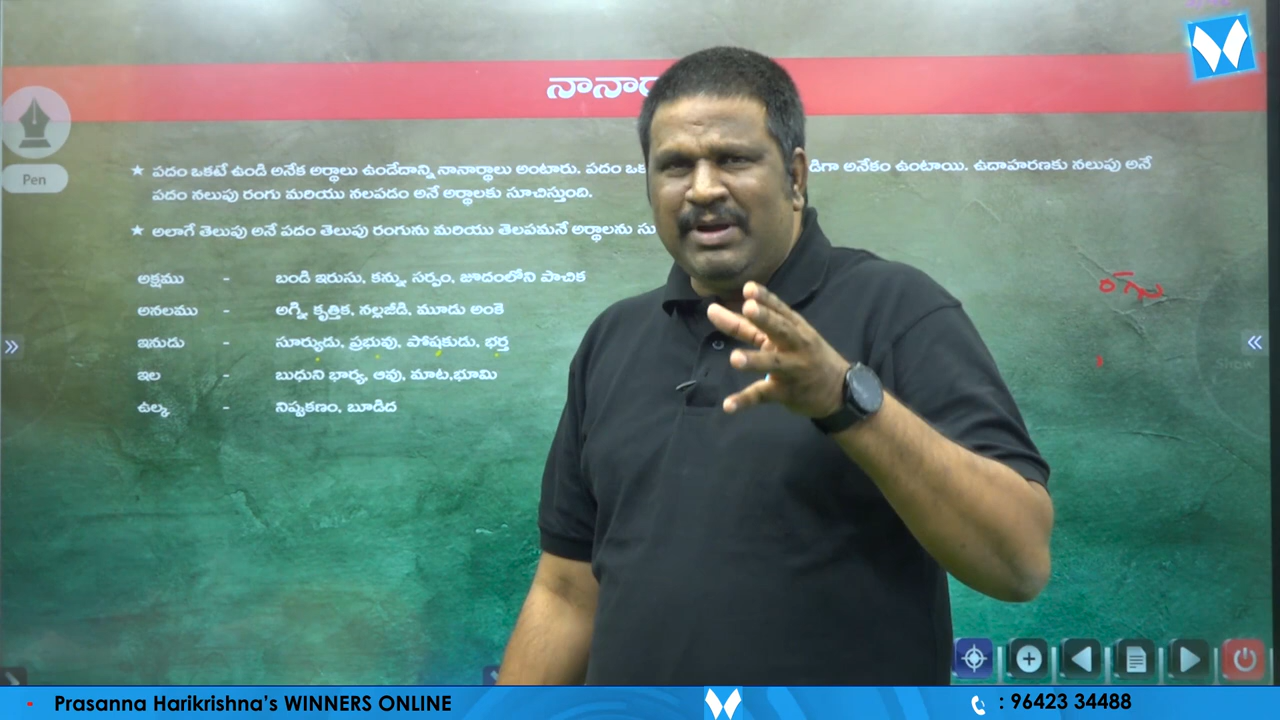 Pen
★ పదం ఒకటే ఉండి అనేక అర్థాలు ఉండేదాన్ని నానార్థాలు అంటారు. పదం అనేకం ఉంటాయి. ఉదాహరణకు నలుపు అనే
పదం నలుపు రంగు మరియు నలపదం అనే అర్థాలకు సూచిస్తుంది.
★ అలాగే తెలుపు అనే పదం తెలుపు రంగును మరియు తెలపమనే అర్థాలను
అక్షము - బండి ఇరుసు, కన్ను, సర్పం, జూదంలోని పాచిక
అనలము - అగ్ని, కృత్తిక, నల్లజీడి, మూడు అంకె
ఇనుడు - సూర్యుడు, ప్రభువు, పోషకుడు, భర్త
ఇల - బుధుని భార్య, ఆవు, మాట,భూమి
ఉల్క - నిప్పుకణం, బూడిద
Show
- Prasanna Harikrishna's WINNERS ONLINE : 96423 34488